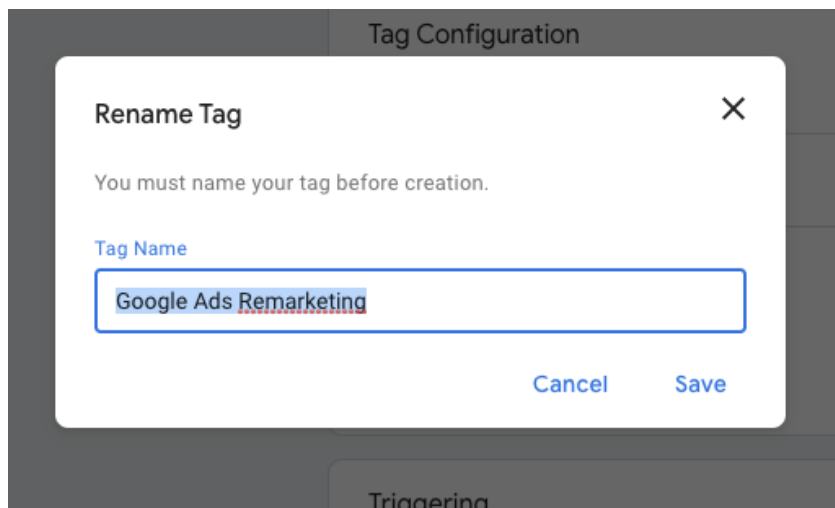 Tag Configuration
Rename Tag
You must name your tag before creation.
Tag Name
Google Ads Remarketing
Cancel Save
Triggering